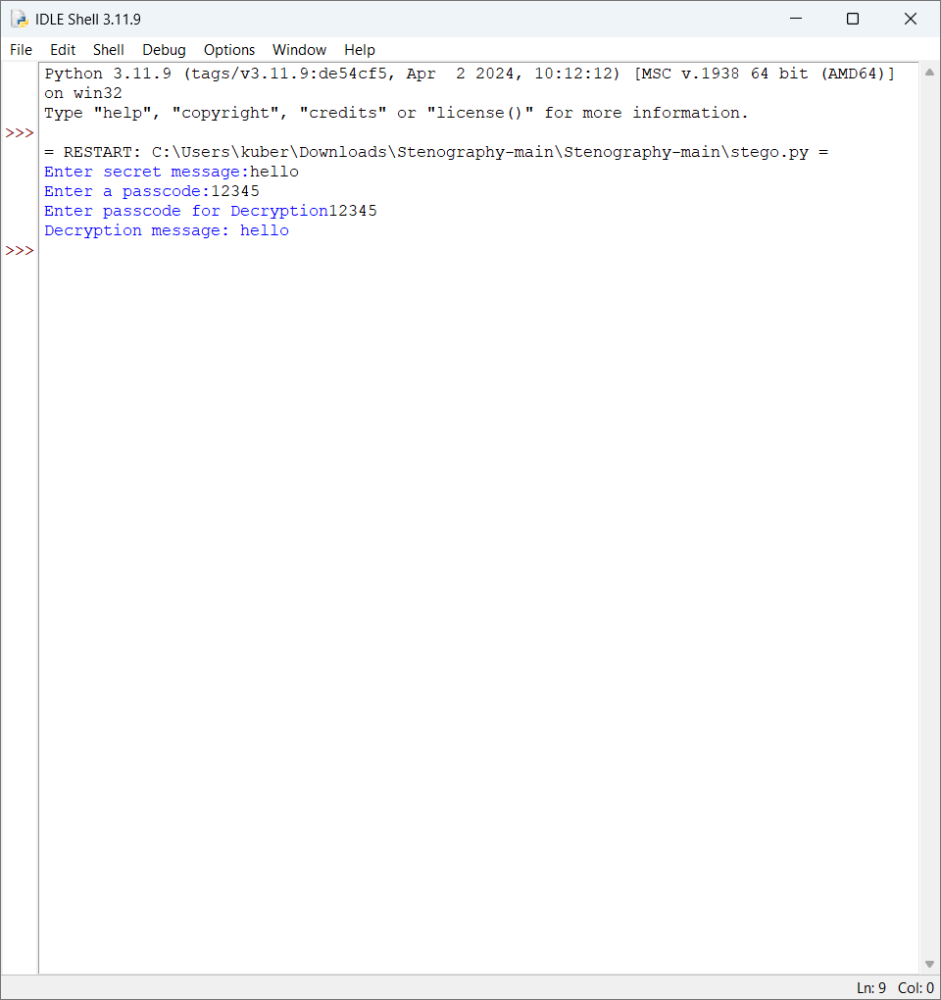 IDLE Shell 3.11.9
File Edit Shell Debug Options Window Help
Python 3.11.9 (tags/v3.11.9:de54cf5, Apr  2 2024, 10:12:12) [MSC v.1938 64 bit (AMD64)]
on win32
Type "help", "copyright", "credits" or "license()" for more information.
>>>
= RESTART: C:\Users\kuber\Downloads\Stenography-main\Stenography-main\stego.py =
Enter secret message:hello
Enter a passcode:12345
Enter passcode for Decryption12345
Decryption message: hello
>>>
Ln: 9 Col: 0